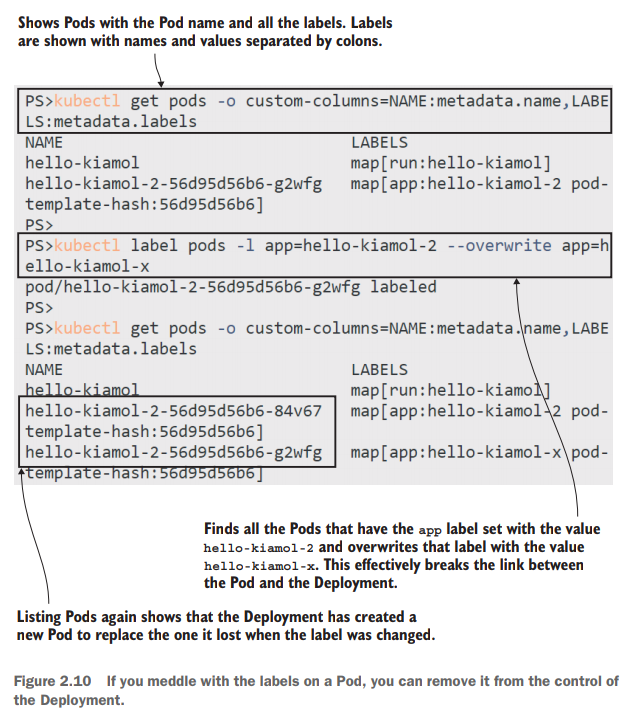 Shows Pods with the Pod name and all the labels. Labels
are shown with names and values separated by colons.
PS>kubectl get pods -o custom-columns=NAME:metadata.name,LABE
LS:metadata.labels
NAME LABELS
hello-kiamol map[run:hello-kiamol]
hello-kiamol-2-56d95d56b6-g2wfg map[app:hello-kiamol-2 pod-
template-hash:56d95d56b6]
PS>
PS>kubectl label pods -l app=hello-kiamol-2 --overwrite app=h
ello-kiamol-x
pod/hello-kiamol-2-56d95d56b6-g2wfg labeled
PS>
PS>kubectl get pods -o custom-columns=NAME:metadata.name,LABE
LS:metadata.labels
NAME LABELS
hello-kiamol map[run:hello-kiamol]
hello-kiamol-2-56d95d56b6-84v67 map[app:hello-kiamol-2 pod-
template-hash:56d95d56b6]
hello-kiamol-2-56d95d56b6-g2wfg map[app:hello-kiamol-x pod-
template-hash:56d95d56b6]
Finds all the Pods that have the app label set with the value
hello-kiamol-2 and overwrites that label with the value
hello-kiamol-x. This effectively breaks the link between
the Pod and the Deployment.
Listing Pods again shows that the Deployment has created a
new Pod to replace the one it lost when the label was changed.
Figure 2.10 If you meddle with the labels on a Pod, you can remove it from the control of
the Deployment.